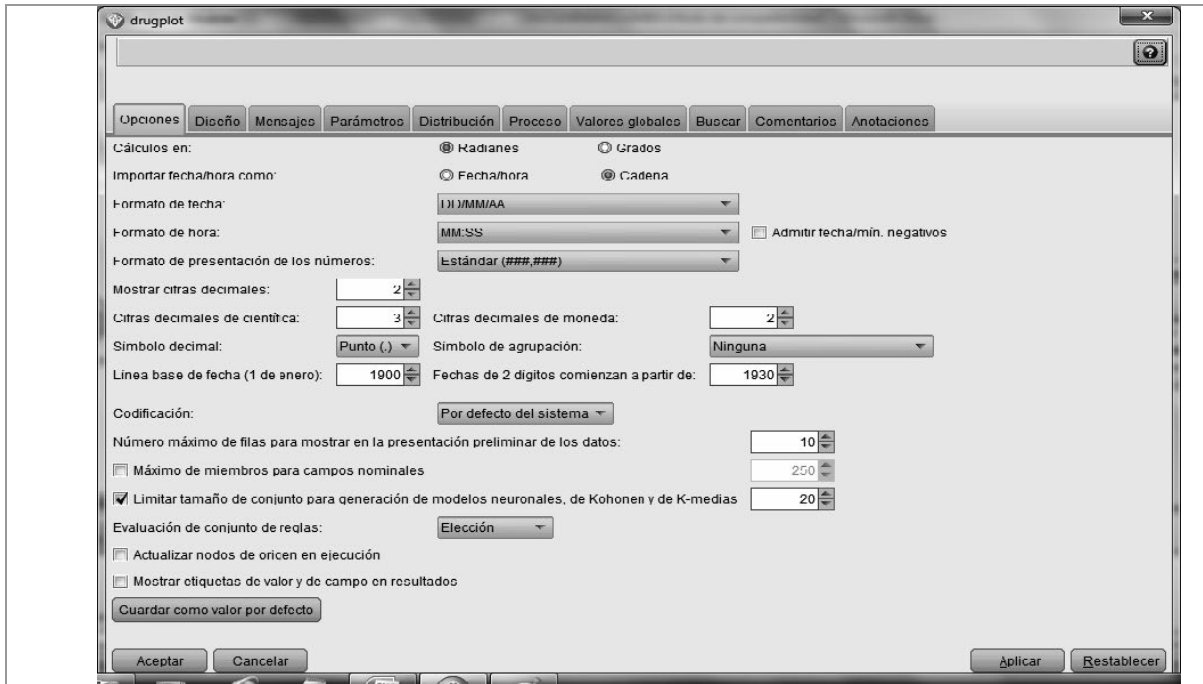 drugplot
Opciones Diseño Mensajes Parámetros Distribución Proceso Valores globales Buscar Comentarios Anotaciones
Cálculos en: Radianes Grados
Importar fecha/hora como: Fecha/hora Cadena
Formato de fecha: DD/MM/AA
Formato de hora: MM:SS Admitir fecha/mín. negativos
Formato de presentación de los números: Estándar (###,###)
Mostrar cifras decimales: 2
Cifras decimales de científica: 3 Cifras decimales de moneda: 2
Símbolo decimal: Punto (.) Símbolo de agrupación: Ninguna
Línea base de fecha (1 de enero): 1900 Fechas de 2 dígitos comienzan a partir de: 1930
Codificación: Por defecto del sistema
Número máximo de filas para mostrar en la presentación preliminar de los datos: 10
Máximo de miembros para campos nominales 250
Limitar tamaño de conjunto para generación de modelos neuronales, de Kohonen y de K-medias 20
Evaluación de conjunto de reglas: Elección
Actualizar nodos de origen en ejecución
Mostrar etiquetas de valor y de campo en resultados
Guardar como valor por defecto
Aceptar Cancelar Aplicar Restablecer